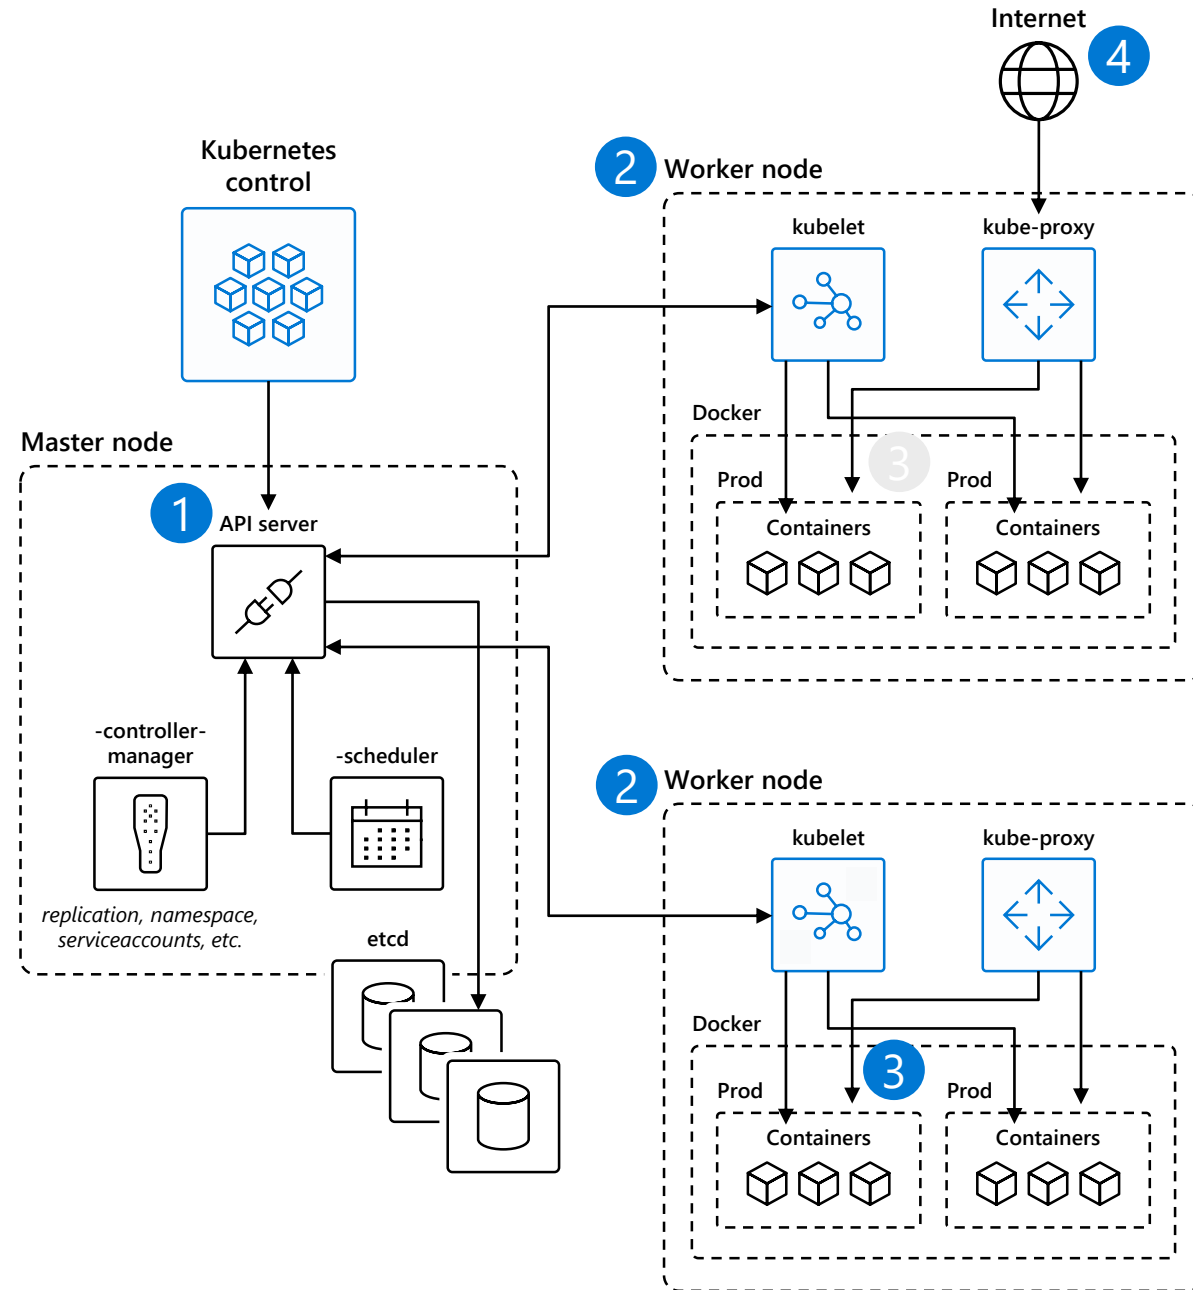 Internet
4
Kubernetes
control
2
Worker node
kubelet
kube-proxy
Docker
Master node
3
Prod
Prod
1
API server
Containers
Containers
-controller-
manager
-scheduler
2
Worker node
kubelet
kube-proxy
replication, namespace,
serviceaccounts, etc.
etcd
Docker
3
Prod
Prod
Containers
Containers